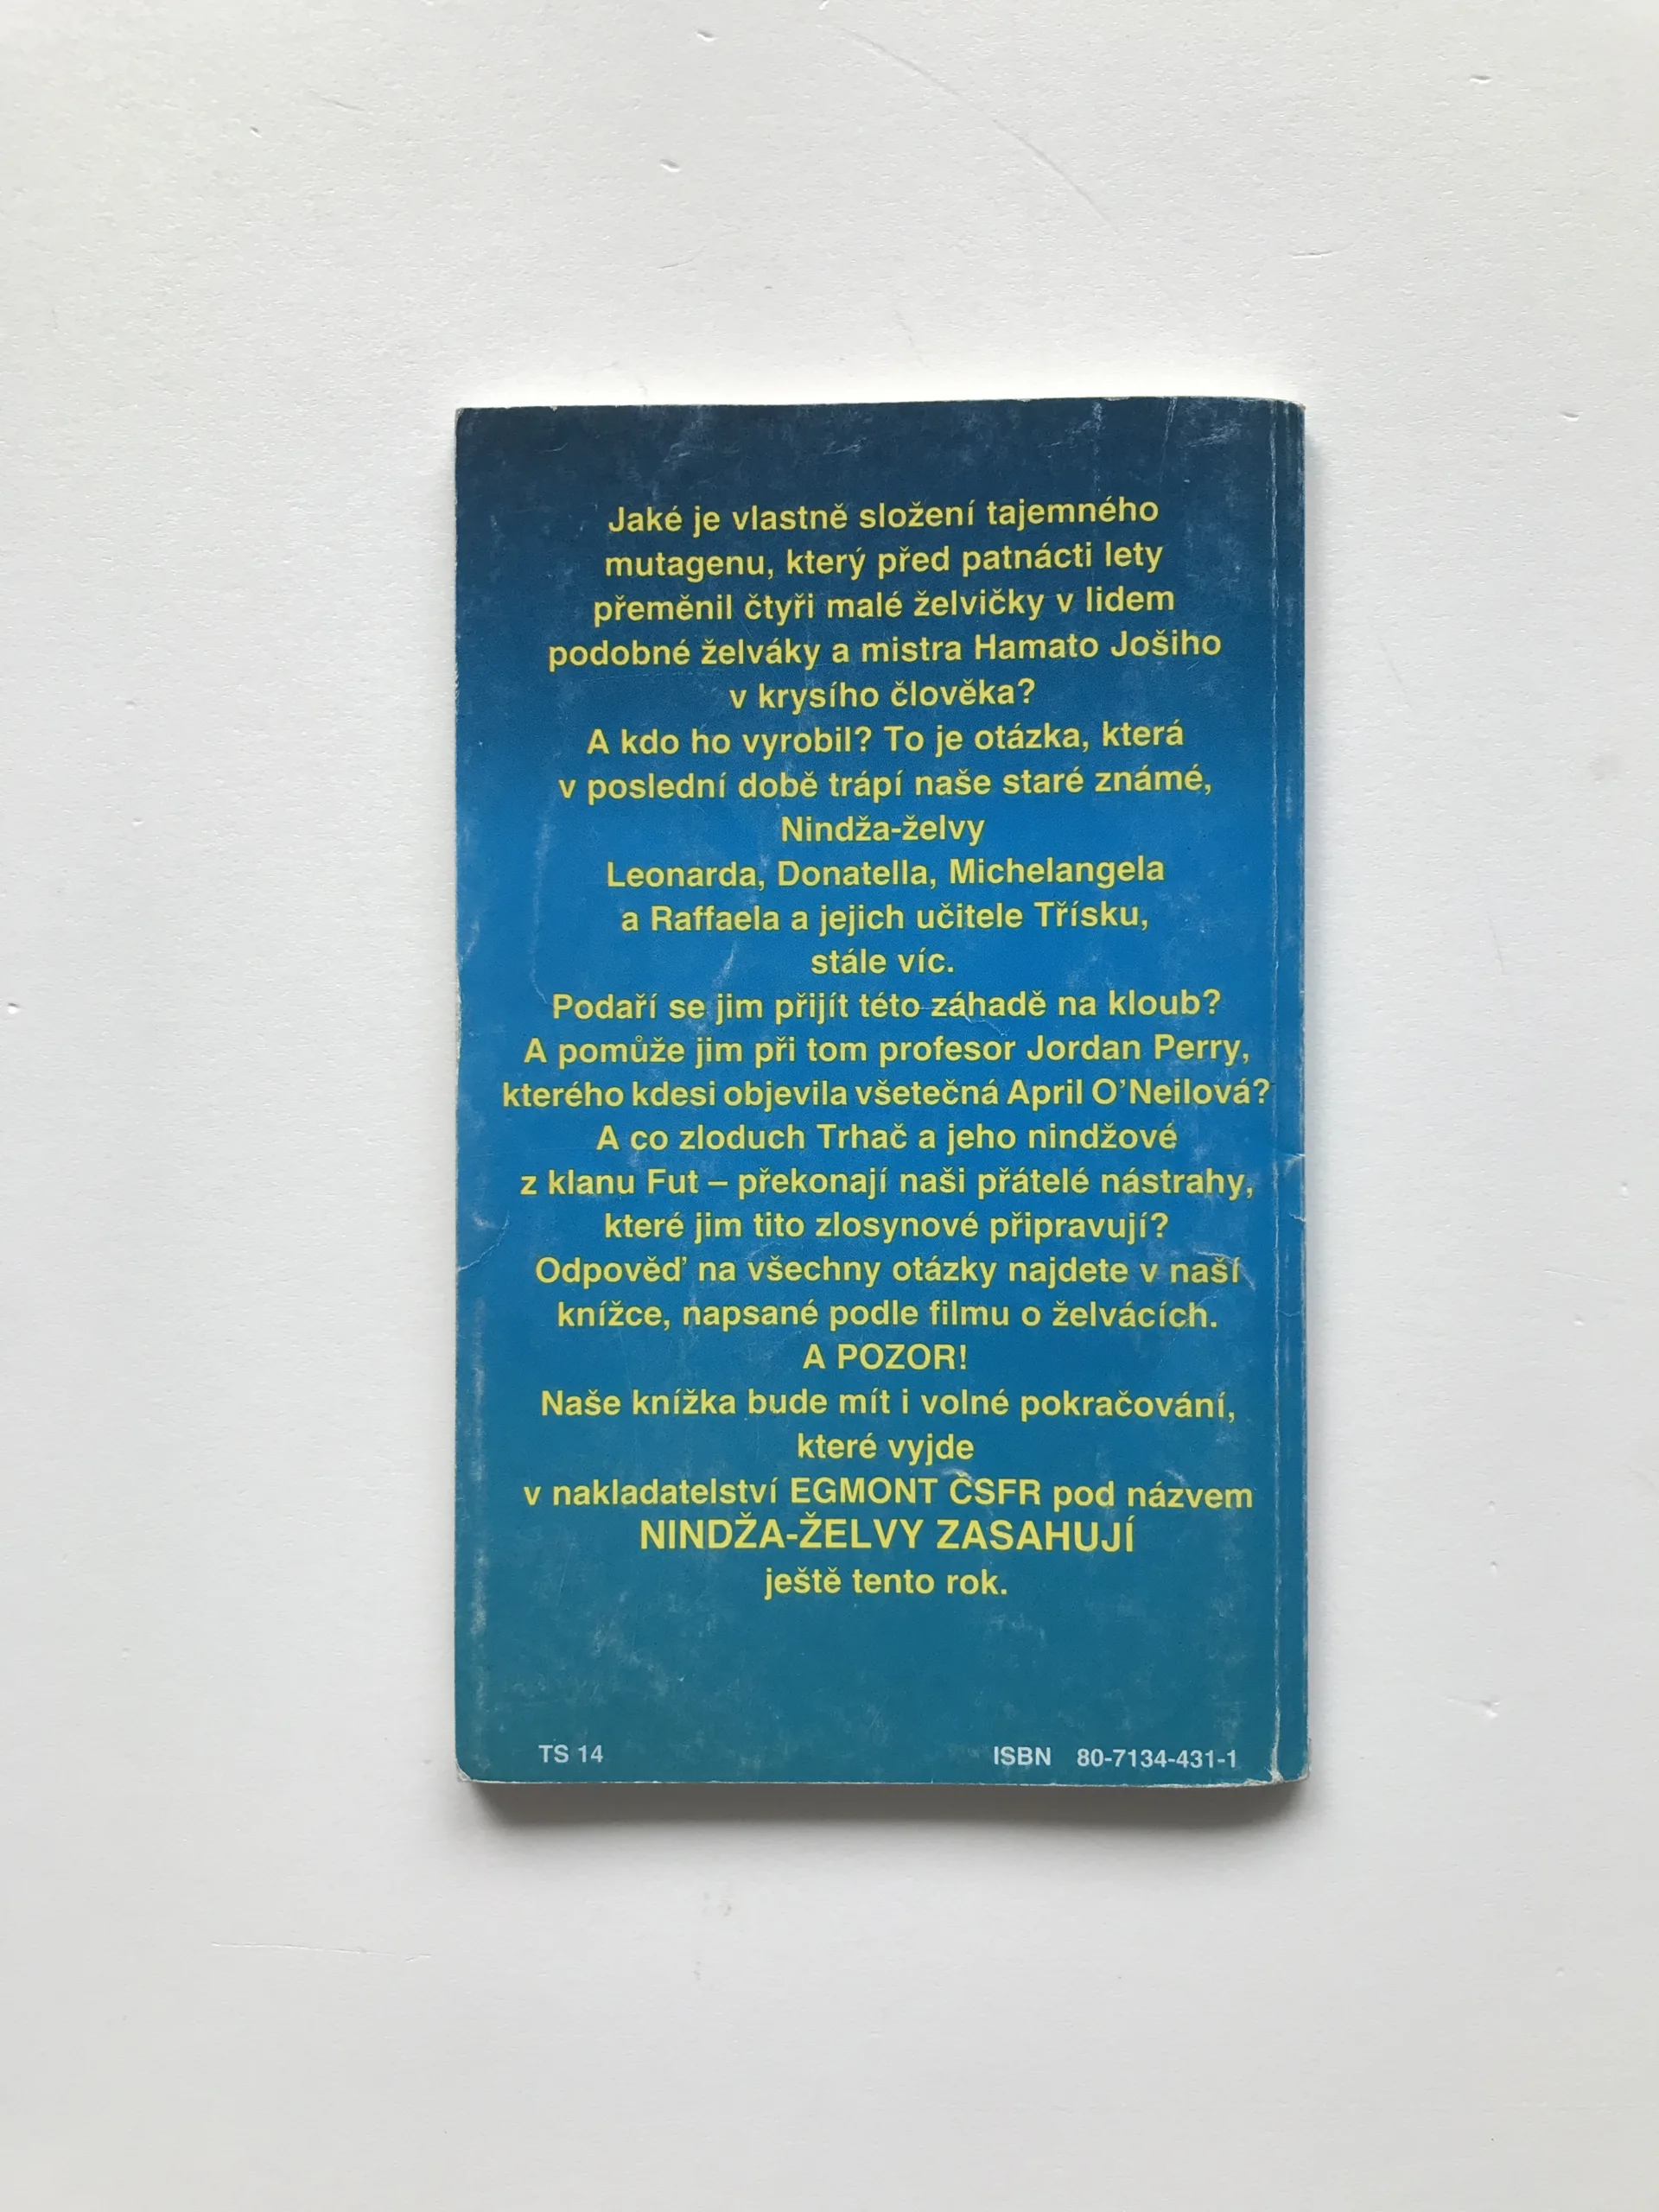 Jaké je vlastně složení tajemného
mutagenu, který před patnácti lety
přeměnil čtyři malé želvičky v lidem
podobné želváky a mistra Hamato Jošiho
v krysího člověka?
A kdo ho vyrobil? To je otázka, která
v poslední době trápí naše staré známé,
Nindža-želvy
Leonarda, Donatella, Michelangela
a Raffaela a jejich učitele Třísku,
stále víc.
Podaří se jim přijít této záhadě na kloub?
A pomůže jim při tom profesor Jordan Perry,
kterého kdesi objevila všetečná April O'Neilová?
A co zloduch Trhač a jeho nindžové
z klanu Fut – překonají naši přátelé nástrahy,
které jim tito zlosynové připravují?
Odpověď na všechny otázky najdete v naší
knížce, napsané podle filmu o želvácích.
A POZOR!
Naše knížka bude mít i volné pokračování,
které vyjde
v nakladatelství EGMONT ČSFR pod názvem
NINDŽA-ŽELVY ZASAHUJÍ
ještě tento rok.
TS 14
ISBN 80-7134-431-1